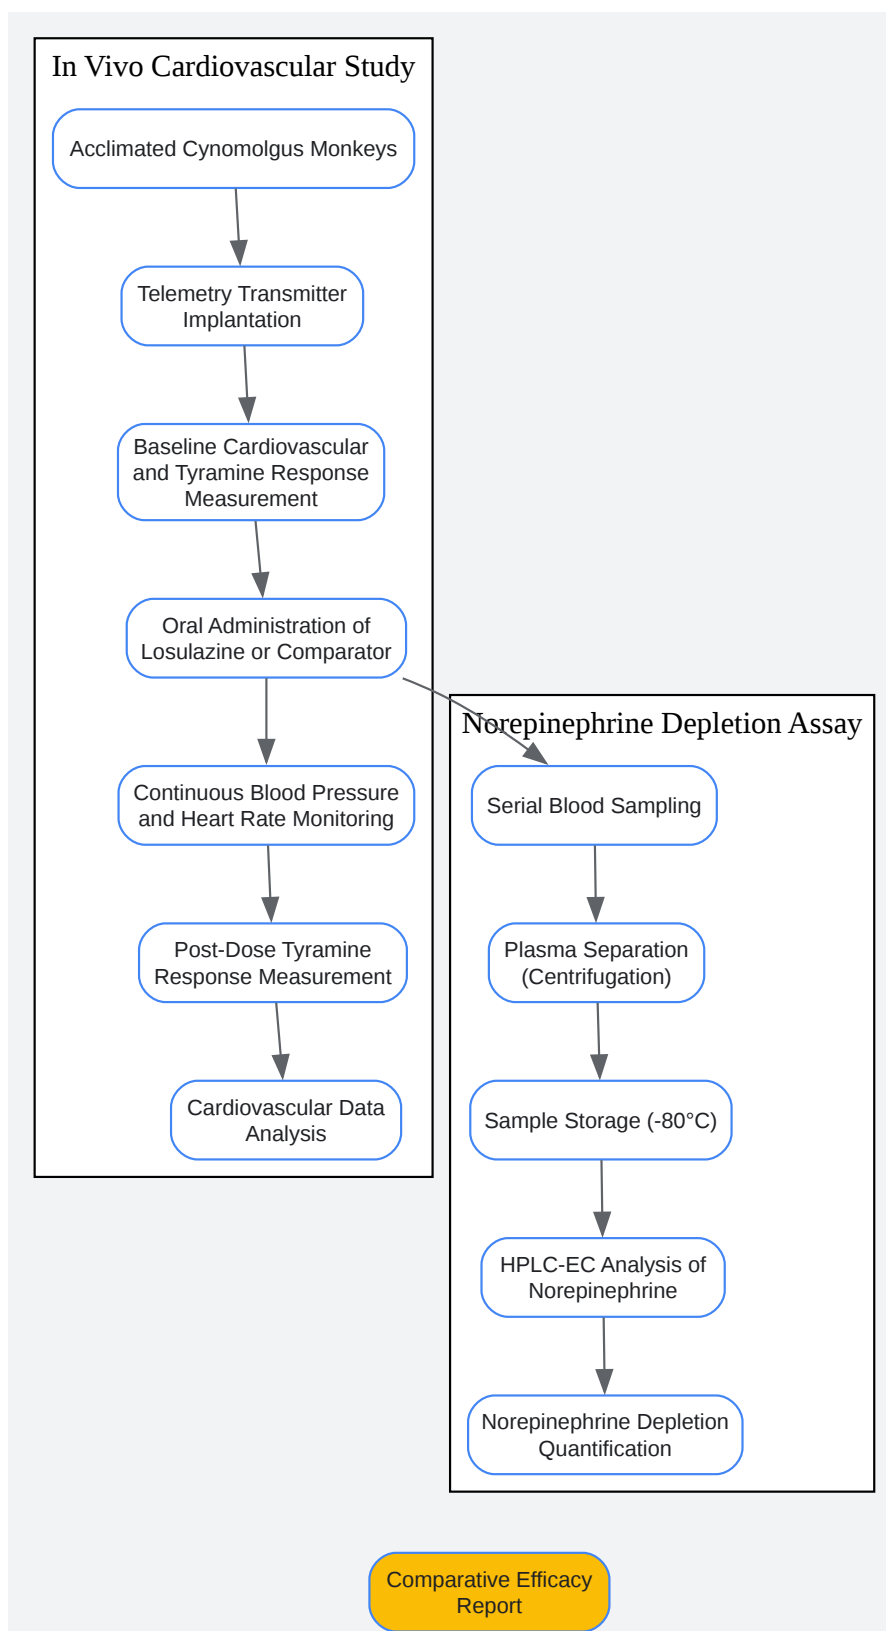 In Vivo Cardiovascular Study
Acclimated Cynomolgus Monkeys
Telemetry Transmitter
Implantation
Baseline Cardiovascular
and Tyramine Response
Measurement
Oral Administration of
Losulazine or Comparator
Continuous Blood Pressure
and Heart Rate Monitoring
Post-Dose Tyramine
Response Measurement
Cardiovascular Data
Analysis
Norepinephrine Depletion Assay
Serial Blood Sampling
Plasma Separation
(Centrifugation)
Sample Storage (-80°C)
HPLC-EC Analysis of
Norepinephrine
Norepinephrine Depletion
Quantification
Comparative Efficacy
Report